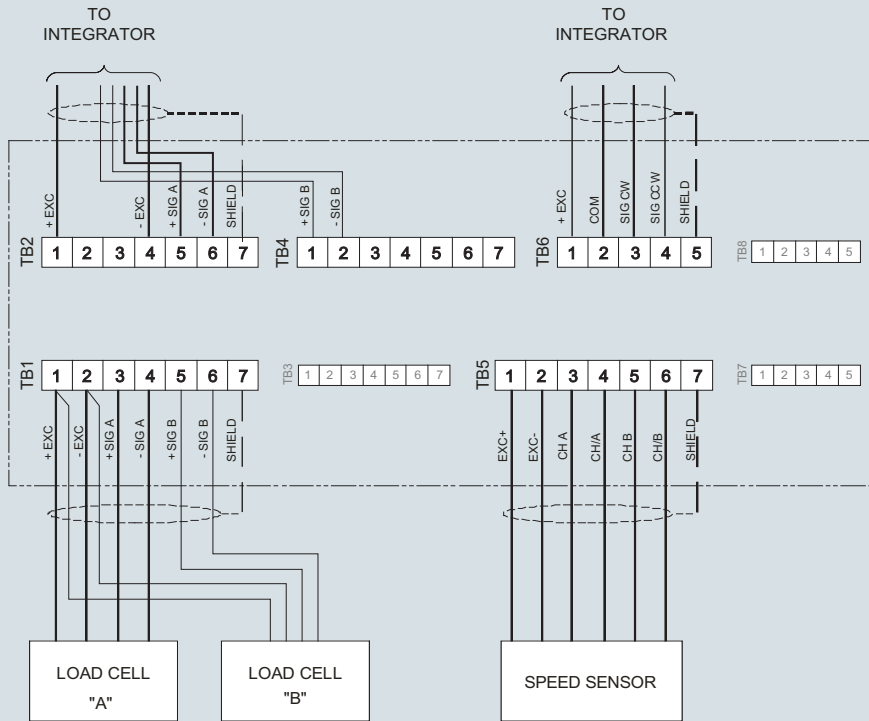 TO
INTEGRATOR
TO
INTEGRATOR
+ EXC
- EXC
+ SIG A
- SIG A
SHIELD
+ SIG B
- SIG B
+ EXC
COM
SIG CW
SIG CCW
SHIELD
TB2
1 2 3 4 5 6 7
TB4
1 2 3 4 5 6 7
TB6
1 2 3 4 5
TB8
1 2 3 4 5
TB1
1 2 3 4 5 6 7
TB3
1 2 3 4 5 6 7
TB5
1 2 3 4 5 6 7
TB7
1 2 3 4 5
+ EXC
- EXC
+ SIG A
- SIG A
+ SIG B
- SIG B
SHIELD
EXC+
EXC-
CH A
CH/A
CH B
CH/B
SHIELD
LOAD CELL
"A"
LOAD CELL
"B"
SPEED SENSOR